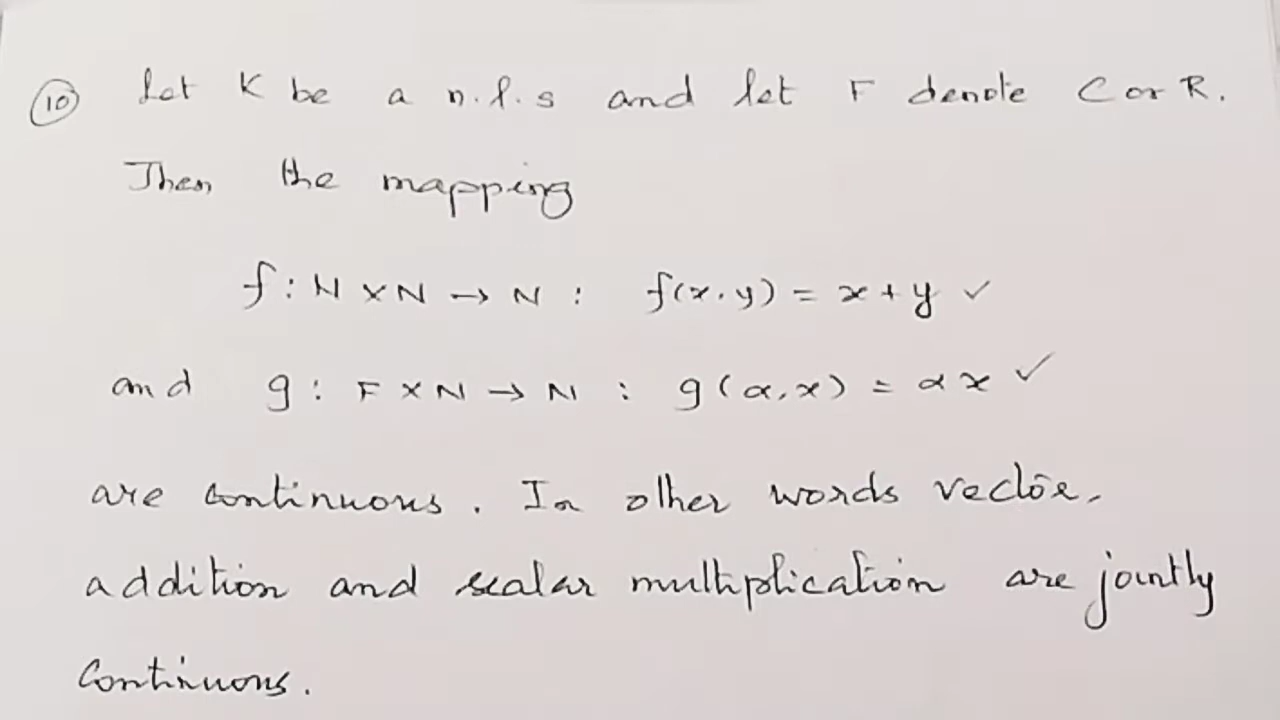 10 Let K be a n.l.s and let F denote C or R.
Then the mapping
f : N × N → N : f(x, y) = x + y ✓
and g : F × N → N : g(α, x) = αx ✓
are continuous. In other words vector.
addition and scalar multiplication are jointly
continuous.